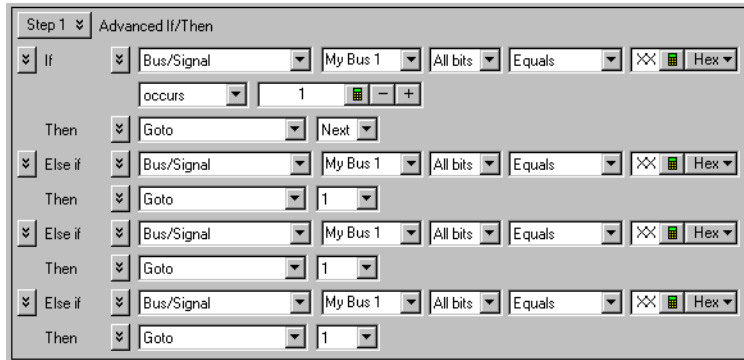 Step 1 Advanced If/Then
If Bus/Signal My Bus 1 All bits Equals XX Hex
occurs 1 − +
Then Goto Next
Else if Bus/Signal My Bus 1 All bits Equals XX Hex
Then Goto 1
Else if Bus/Signal My Bus 1 All bits Equals XX Hex
Then Goto 1
Else if Bus/Signal My Bus 1 All bits Equals XX Hex
Then Goto 1